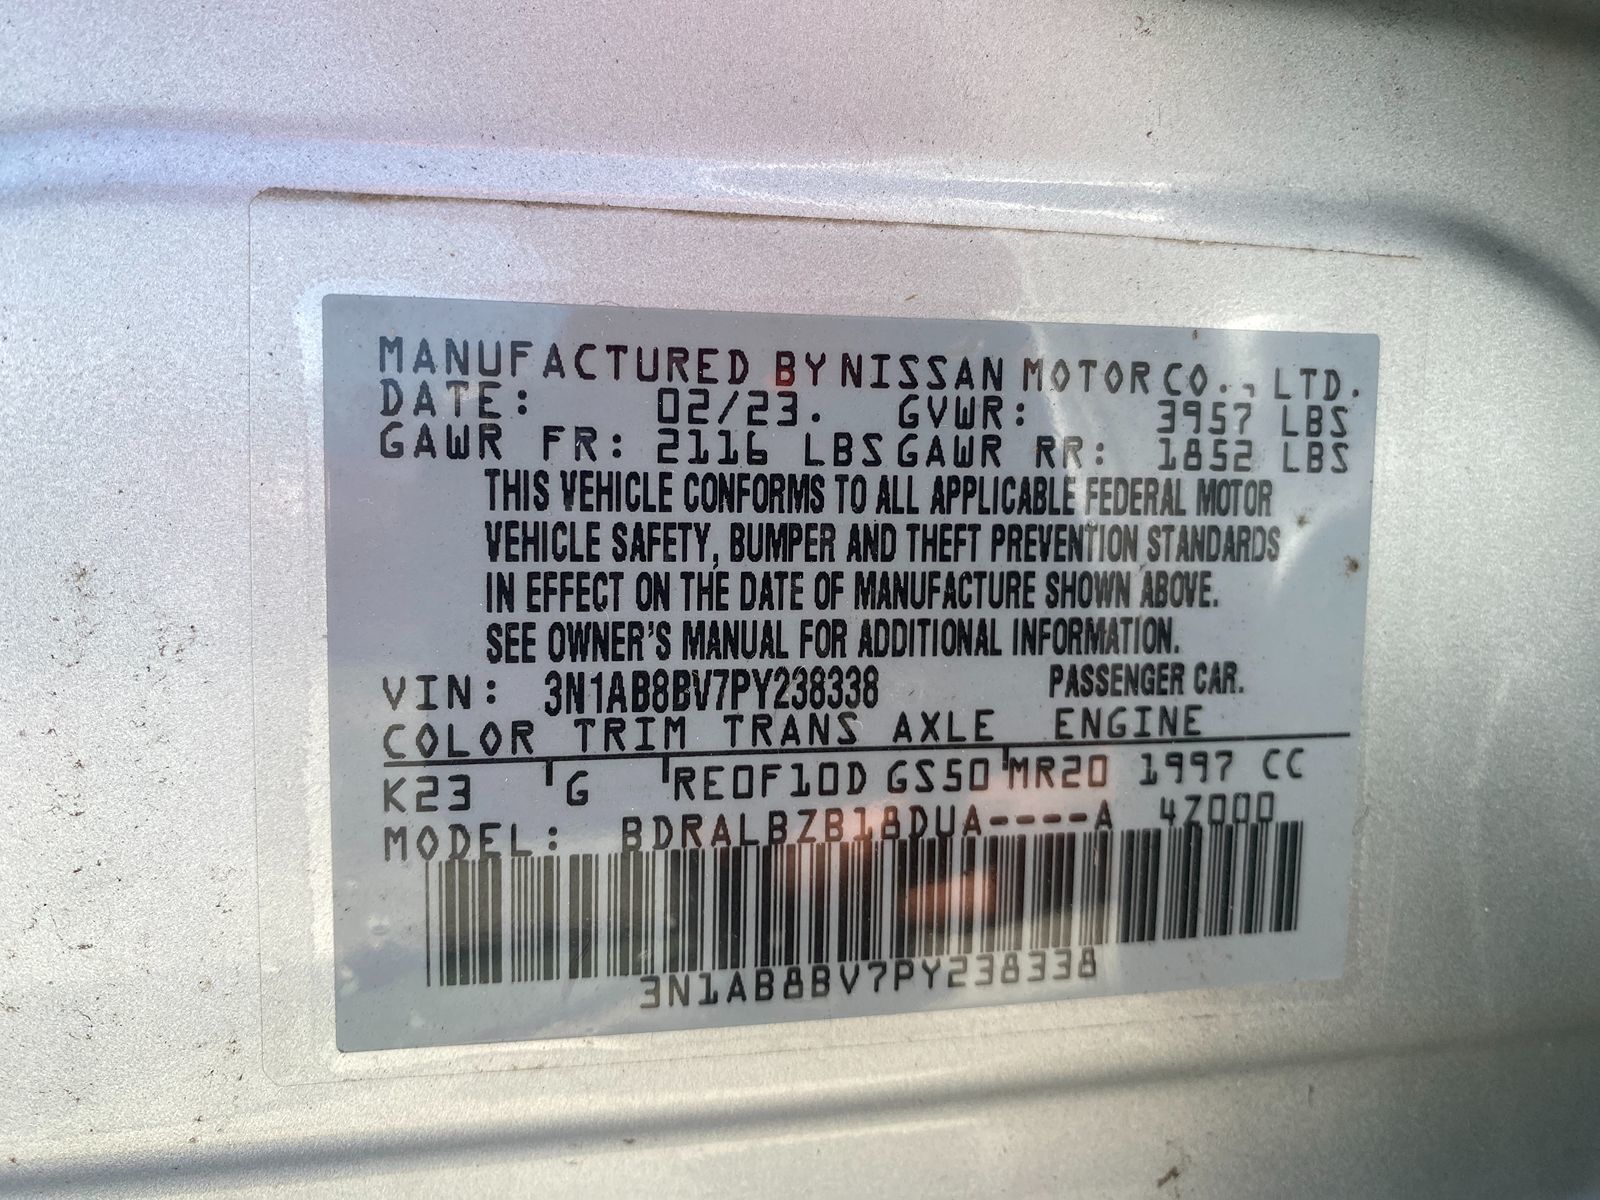 MANUFACTURED BY NISSAN MOTOR CO., LTD.
DATE: 02/23. GVWR: 3957 LBS
GAWR FR: 2116 LBS GAWR RR: 1852 LBS
THIS VEHICLE CONFORMS TO ALL APPLICABLE FEDERAL MOTOR
VEHICLE SAFETY, BUMPER AND THEFT PREVENTION STANDARDS
IN EFFECT ON THE DATE OF MANUFACTURE SHOWN ABOVE.
SEE OWNER'S MANUAL FOR ADDITIONAL INFORMATION.
VIN: 3N1AB8BV7PY238338 PASSENGER CAR.
COLOR TRIM TRANS AXLE ENGINE
K23 G RE0F10D GS50 MR20 1997 CC
MODEL: BDRALBZB18DUA----A 4Z000
3N1AB8BV7PY238338